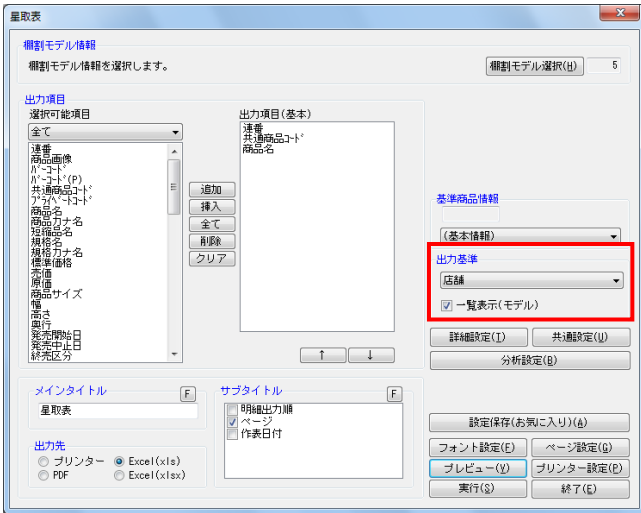 星取表
棚割モデル情報
棚割モデル情報を選択します。
棚割モデル選択(H)
5
出力項目
選択可能項目
全て
連番
商品画像
ﾊﾞｰｺｰﾄﾞ
ﾊﾞｰｺｰﾄﾞ(P)
共通商品ｺｰﾄﾞ
ﾌﾟﾗｲﾍﾞｰﾄｺｰﾄﾞ
商品名
商品カナ名
短縮品名
規格名
規格カナ名
標準価格
売価
原価
商品サイズ
幅
高さ
奥行
発売開始日
発売中止日
終売区分
追加
挿入
全て
削除
クリア
出力項目(基本)
連番
共通商品ｺｰﾄﾞ
商品名
↑
↓
基準商品情報
(基本情報)
出力基準
店舗
一覧表示(モデル)
詳細設定(I)
共通設定(U)
分析設定(B)
メインタイトル
F
星取表
サブタイトル
F
明細出力順
ページ
作表日付
出力先
プリンター
Excel(xls)
PDF
Excel(xlsx)
設定保存(お気に入り)(A)
フォント設定(F)
ページ設定(G)
プレビュー(V)
プリンター設定(P)
実行(S)
終了(E)